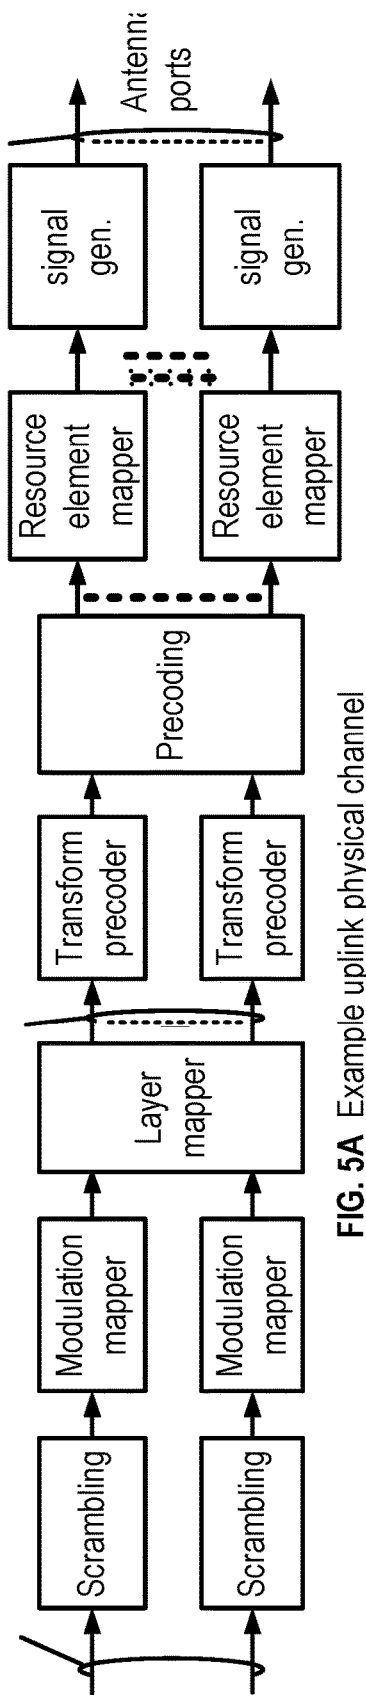 Scrambling
Scrambling
Modulation
mapper
Modulation
mapper
Layer
mapper
Transform
precoder
Transform
precoder
Precoding
Resource
element
mapper
Resource
element
mapper
signal
gen.
signal
gen.
ports
FIG. 5A Example uplink physical channel